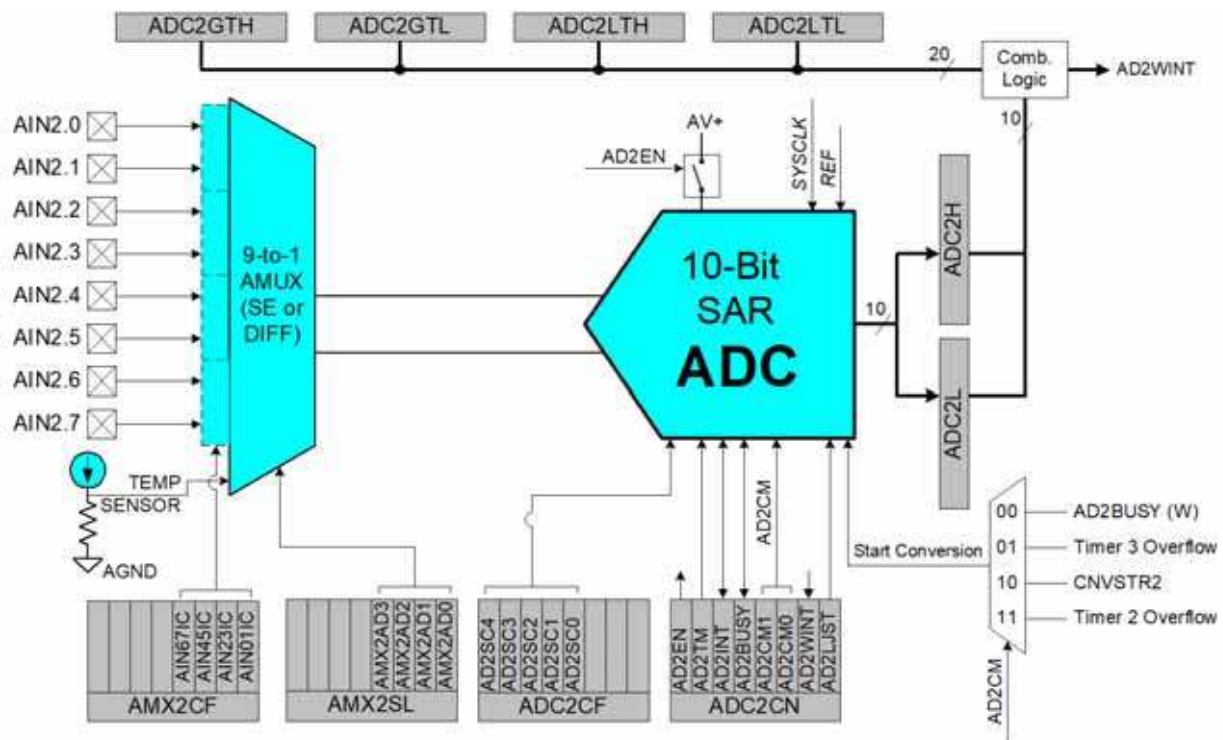 ADC2GTH
ADC2GTL
ADC2LTH
ADC2LTL
20
Comb.
Logic
AD2WINT
10
AIN2.0
AIN2.1
AIN2.2
AIN2.3
AIN2.4
AIN2.5
AIN2.6
AIN2.7
9-to-1
AMUX
(SE or
DIFF)
AV+
AD2EN
SYSCLK
REF
10-Bit
SAR
ADC
10
ADC2H
ADC2L
TEMP
SENSOR
AGND
AD2CM
Start Conversion
00
01
10
11
AD2BUSY (W)
Timer 3 Overflow
CNVSTR2
Timer 2 Overflow
AD2CM
AIN67IC
AIN45IC
AIN23IC
AIN01IC
AMX2CF
AMX2AD3
AMX2AD2
AMX2AD1
AMX2AD0
AMX2SL
AD2SC4
AD2SC3
AD2SC2
AD2SC1
AD2SC0
ADC2CF
AD2EN
AD2TM
AD2INT
AD2BUSY
AD2CM1
AD2CM0
AD2WINT
AD2LJST
ADC2CN